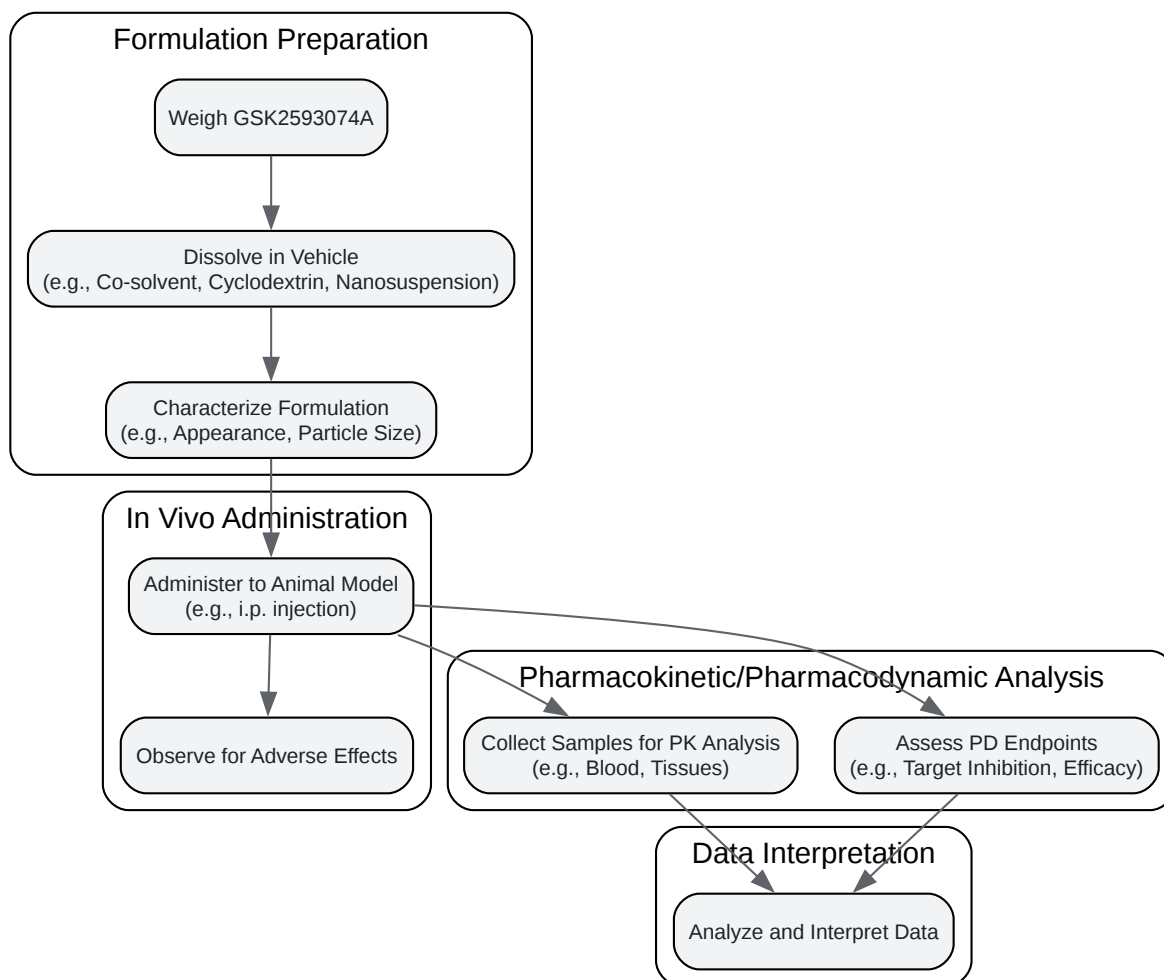 Formulation Preparation
Weigh GSK2593074A
Dissolve in Vehicle
(e.g., Co-solvent, Cyclodextrin, Nanosuspension)
Characterize Formulation
(e.g., Appearance, Particle Size)
In Vivo Administration
Administer to Animal Model
(e.g., i.p. injection)
Observe for Adverse Effects
Pharmacokinetic/Pharmacodynamic Analysis
Collect Samples for PK Analysis
(e.g., Blood, Tissues)
Assess PD Endpoints
(e.g., Target Inhibition, Efficacy)
Data Interpretation
Analyze and Interpret Data